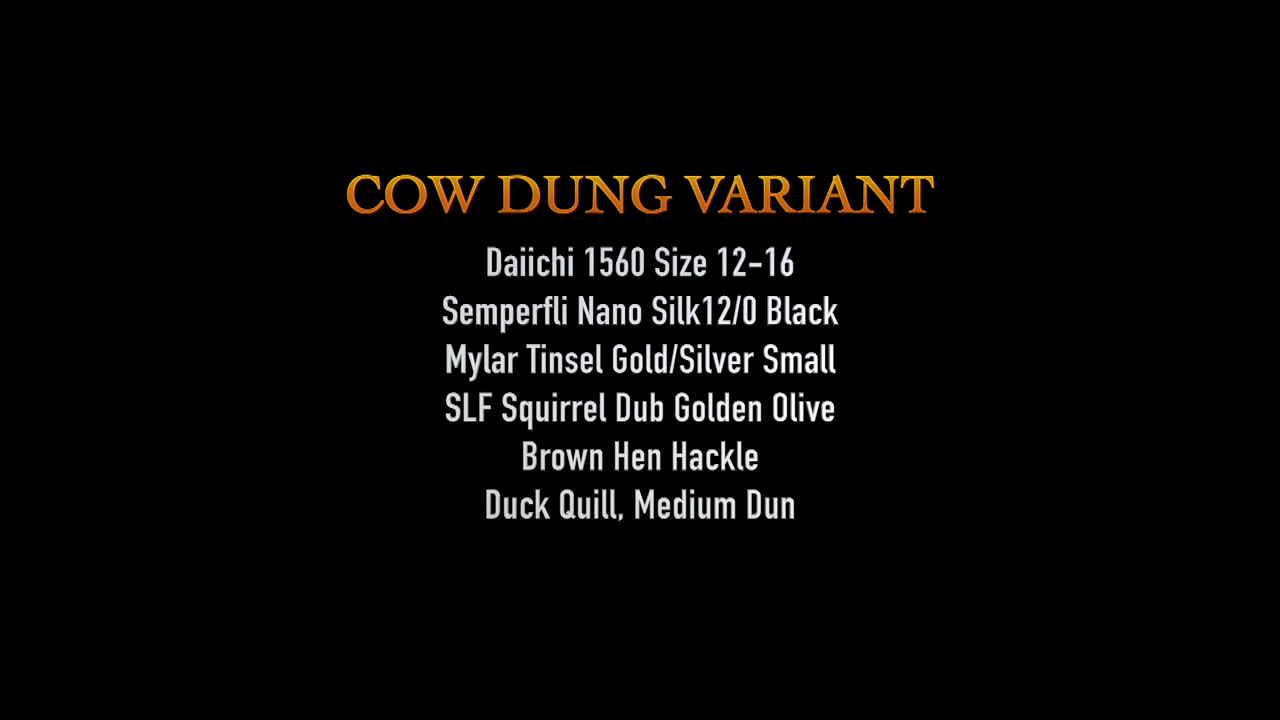 COW DUNG VARIANT
Daiichi 1560 Size 12-16
Semperfli Nano Silk12/0 Black
Mylar Tinsel Gold/Silver Small
SLF Squirrel Dub Golden Olive
Brown Hen Hackle
Duck Quill, Medium Dun